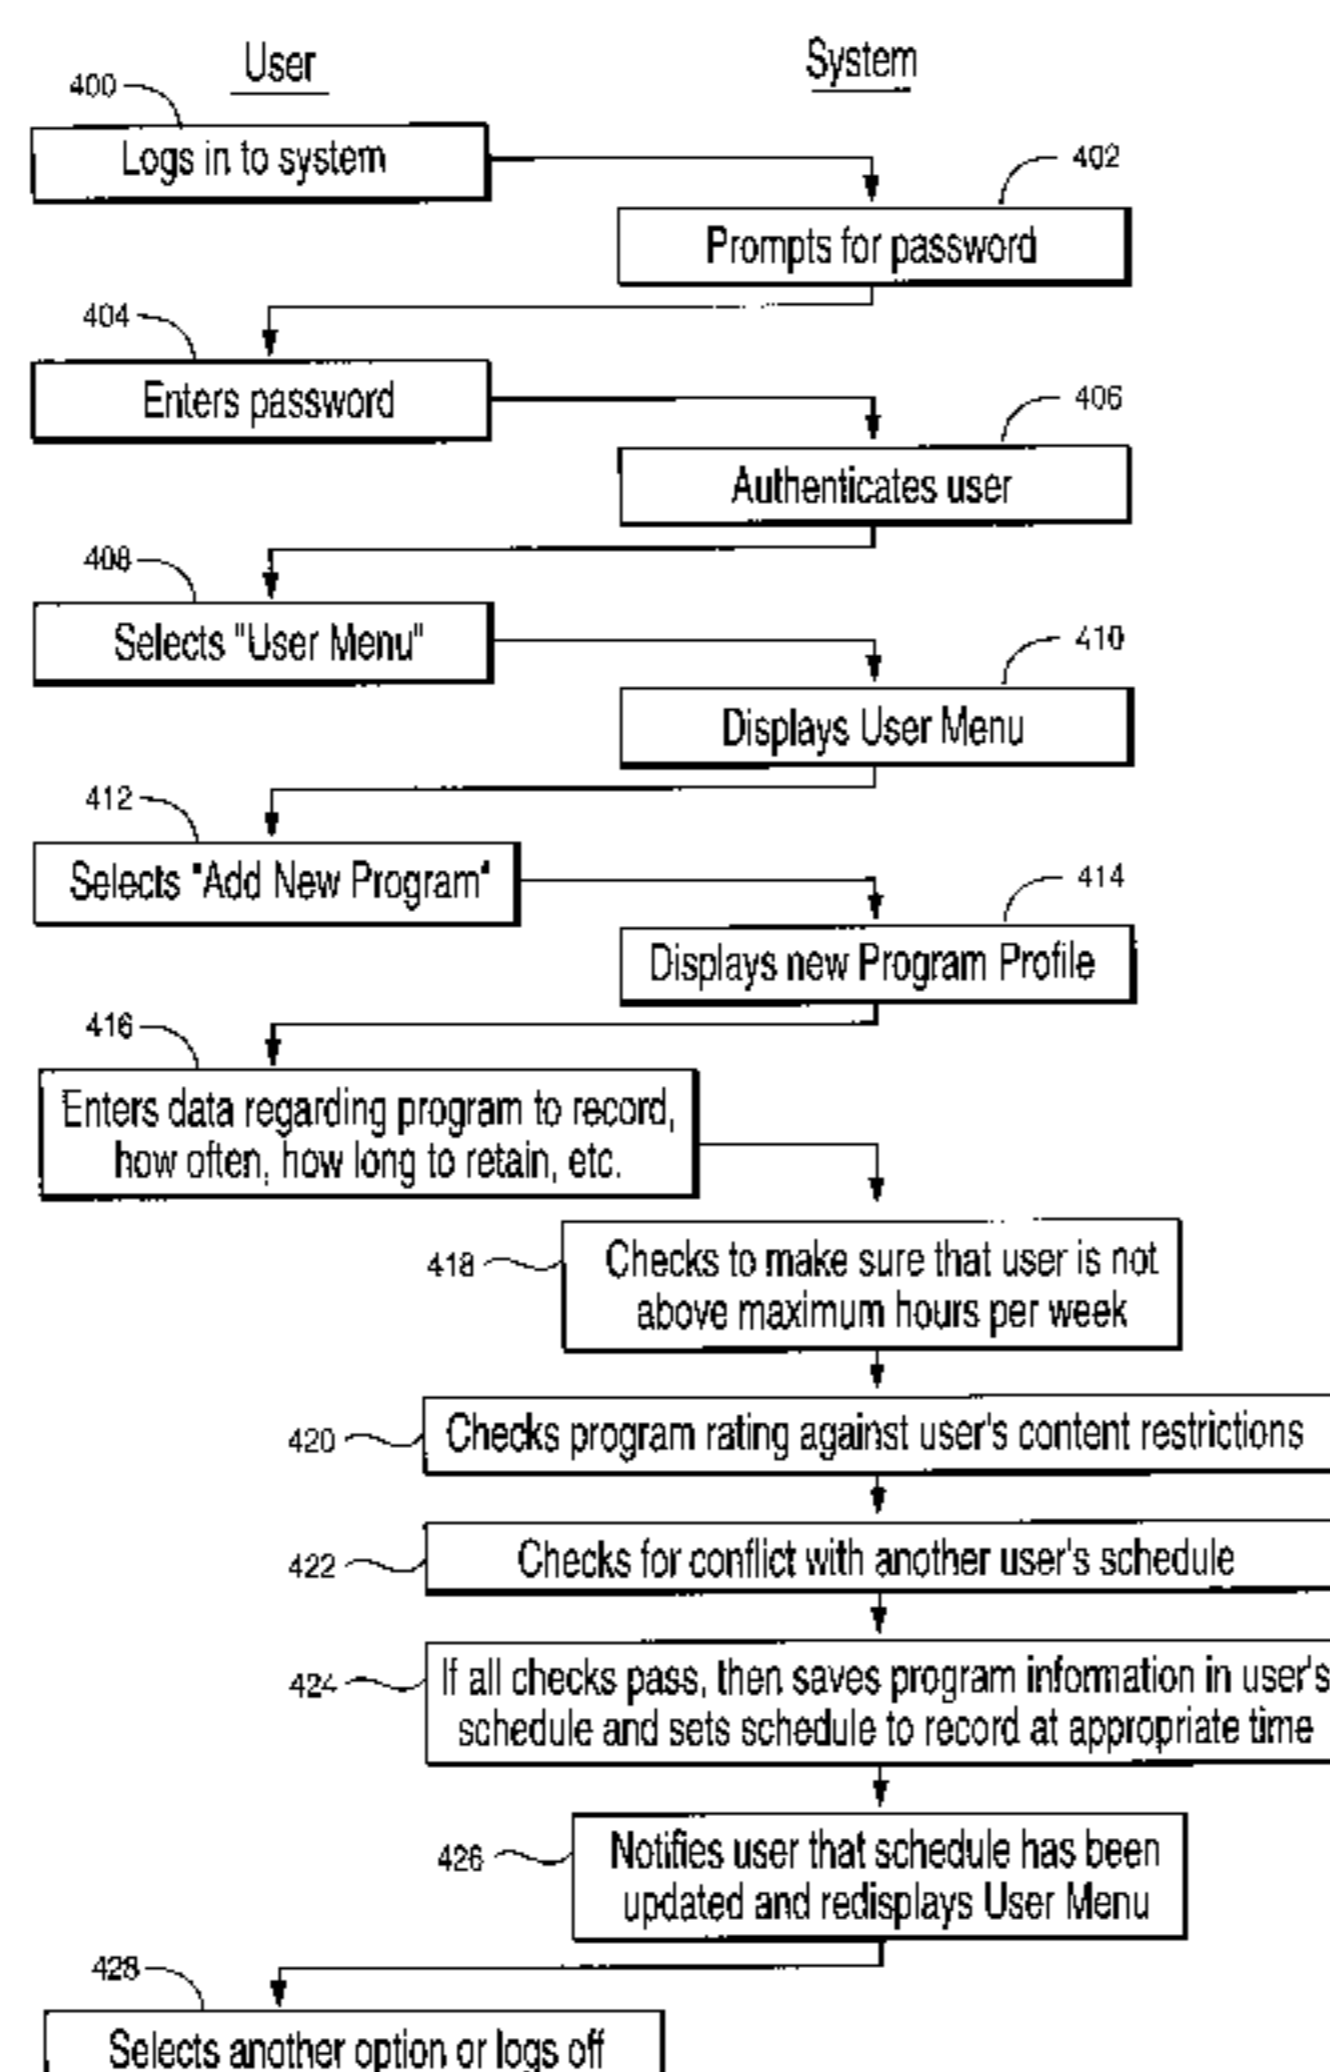 User
System
400
Logs in to system
402
Prompts for password
404
Enters password
406
Authenticates user
408
Selects "User Menu"
410
Displays User Menu
412
Selects "Add New Program"
414
Displays new Program Profile
416
Enters data regarding program to record,
how often, how long to retain, etc.
418
Checks to make sure that user is not
above maximum hours per week
420
Checks program rating against user's content restrictions
422
Checks for conflict with another user's schedule
424
If all checks pass, then saves program information in user's
schedule and sets schedule to record at appropriate time
426
Notifies user that schedule has been
updated and redisplays User Menu
428
Selects another option or logs off